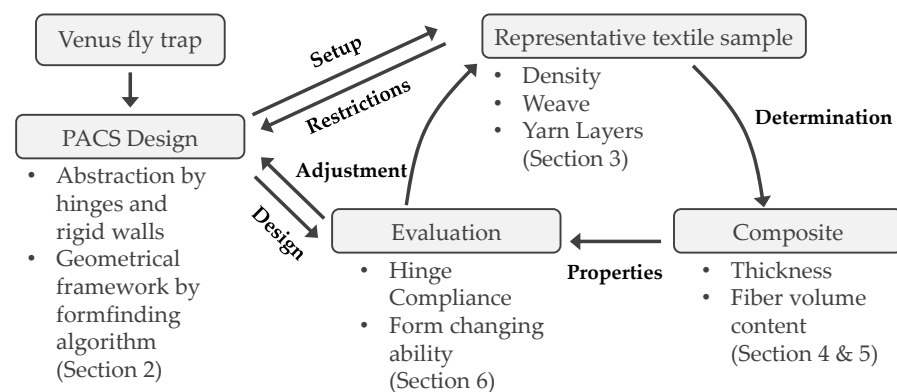 Venus fly trap
Setup
Restrictions
Representative textile sample
• Density
• Weave
• Yarn Layers
(Section 3)
Determination
PACS Design
• Abstraction by
hinges and
rigid walls
• Geometrical
framework by
formfinding
algorithm
(Section 2)
Adjustment
Design
Evaluation
• Hinge
Compliance
• Form changing
ability
(Section 6)
Properties
Composite
• Thickness
• Fiber volume
content
(Section 4 & 5)